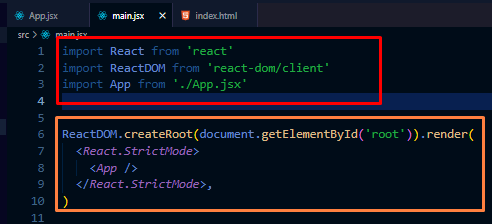 App.jsx main.jsx index.html
src > main.jsx
1 import React from 'react'
2 import ReactDOM from 'react-dom/client'
3 import App from './App.jsx'
4
6 ReactDOM.createRoot(document.getElementById('root')).render(
7 <React.StrictMode>
8 <App />
9 </React.StrictMode>,
10 )